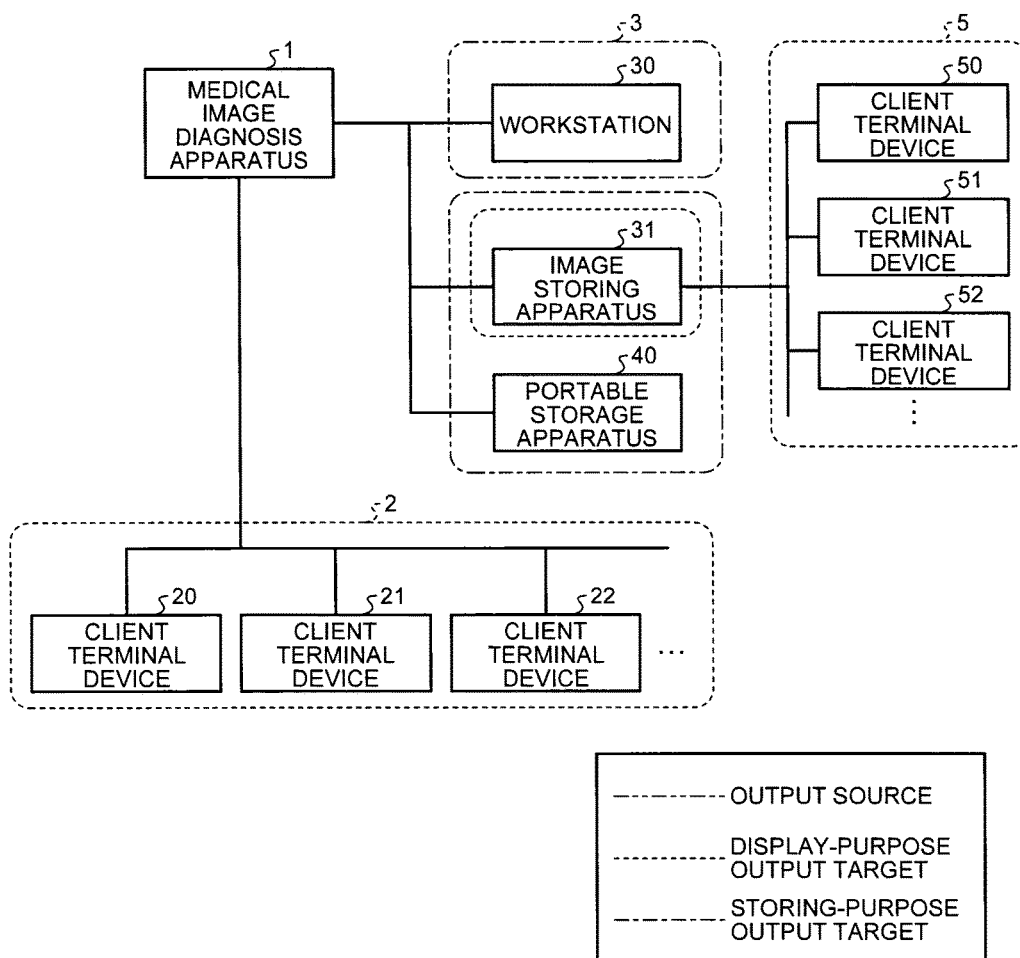 1
MEDICAL
IMAGE
DIAGNOSIS
APPARATUS
3
30
WORKSTATION
31
IMAGE
STORING
APPARATUS
40
PORTABLE
STORAGE
APPARATUS
5
50
CLIENT
TERMINAL
DEVICE
51
CLIENT
TERMINAL
DEVICE
52
CLIENT
TERMINAL
DEVICE
...
2
20
CLIENT
TERMINAL
DEVICE
21
CLIENT
TERMINAL
DEVICE
22
CLIENT
TERMINAL
DEVICE
...
OUTPUT SOURCE
DISPLAY-PURPOSE
OUTPUT TARGET
STORING-PURPOSE
OUTPUT TARGET